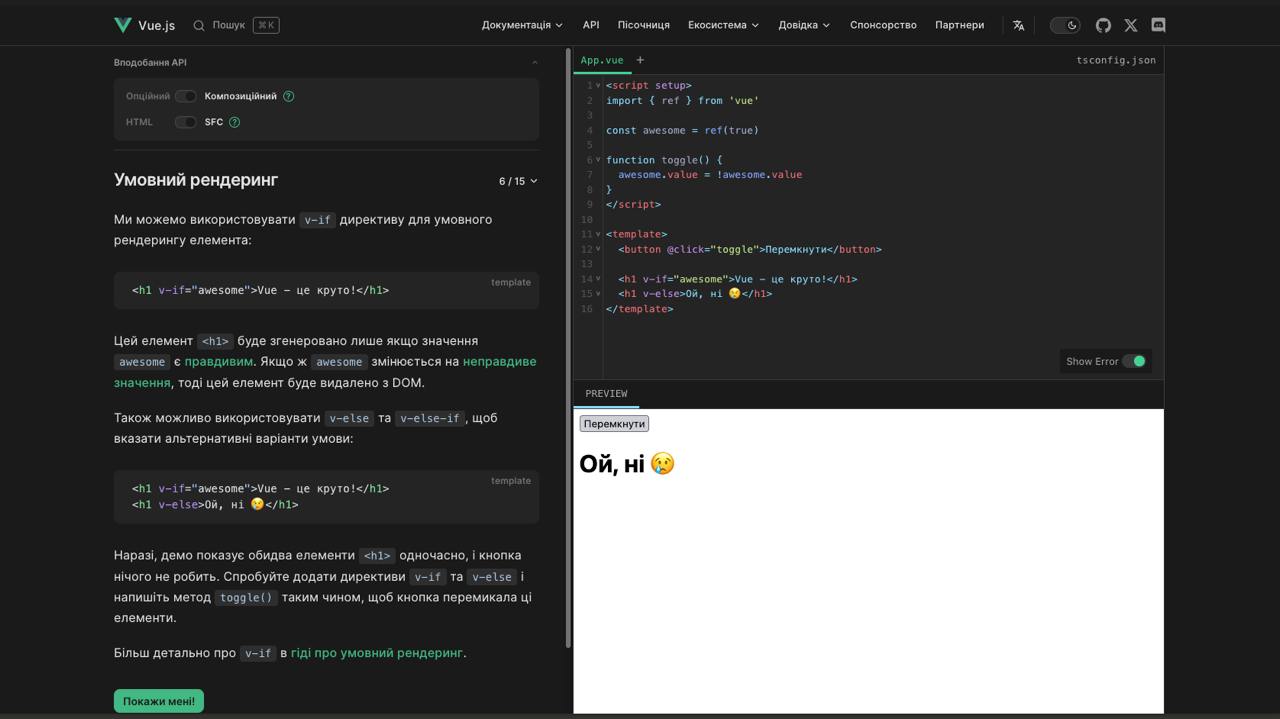 Vue.js
Пошук
⌘ K
Документація
API
Пісочниця
Екосистема
Довідка
Спонсорство
Партнери
Вподобання API
Опційний Композиційний ?
HTML SFC ?
Умовний рендеринг
6 / 15
Ми можемо використовувати v-if директиву для умовного
рендерингу елемента:
template
<h1 v-if="awesome">Vue – це круто!</h1>
Цей елемент <h1> буде згенеровано лише якщо значення
awesome є правдивим. Якщо ж awesome змінюється на неправдиве
значення, тоді цей елемент буде видалено з DOM.
Також можливо використовувати v-else та v-else-if, щоб
вказати альтернативні варіанти умови:
template
<h1 v-if="awesome">Vue – це круто!</h1>
<h1 v-else>Ой, ні 😢</h1>
Наразі, демо показує обидва елементи <h1> одночасно, і кнопка
нічого не робить. Спробуйте додати директиви v-if та v-else і
напишіть метод toggle() таким чином, щоб кнопка перемикала ці
елементи.
Більш детально про v-if в гіді про умовний рендеринг.
Покажи мені!
App.vue +
tsconfig.json
1 <script setup>
2 import { ref } from 'vue'
3
4 const awesome = ref(true)
5
6 function toggle() {
7 awesome.value = !awesome.value
8 }
9 </script>
10
11 <template>
12 <button @click="toggle">Перемкнути</button>
13
14 <h1 v-if="awesome">Vue – це круто!</h1>
15 <h1 v-else>Ой, ні 😢</h1>
16 </template>
Show Error
PREVIEW
Перемкнути
Ой, ні 😢